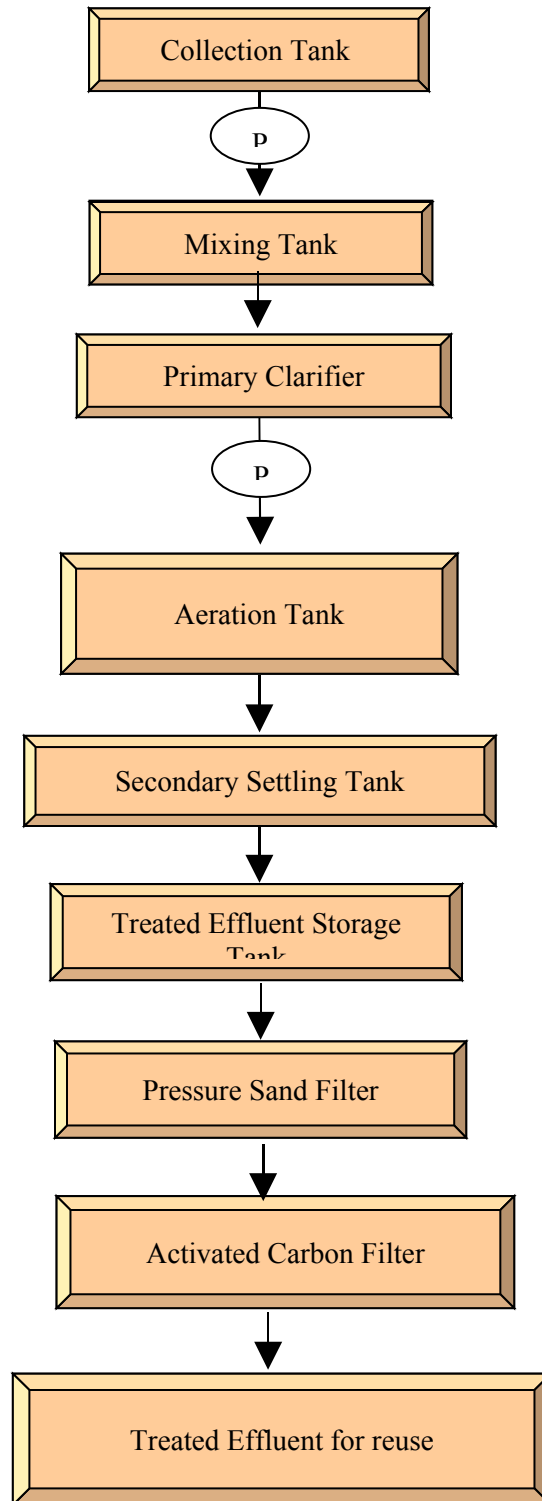 Collection Tank
P
Mixing Tank
Primary Clarifier
P
Aeration Tank
Secondary Settling Tank
Treated Effluent Storage
Tank
Pressure Sand Filter
Activated Carbon Filter
Treated Effluent for reuse